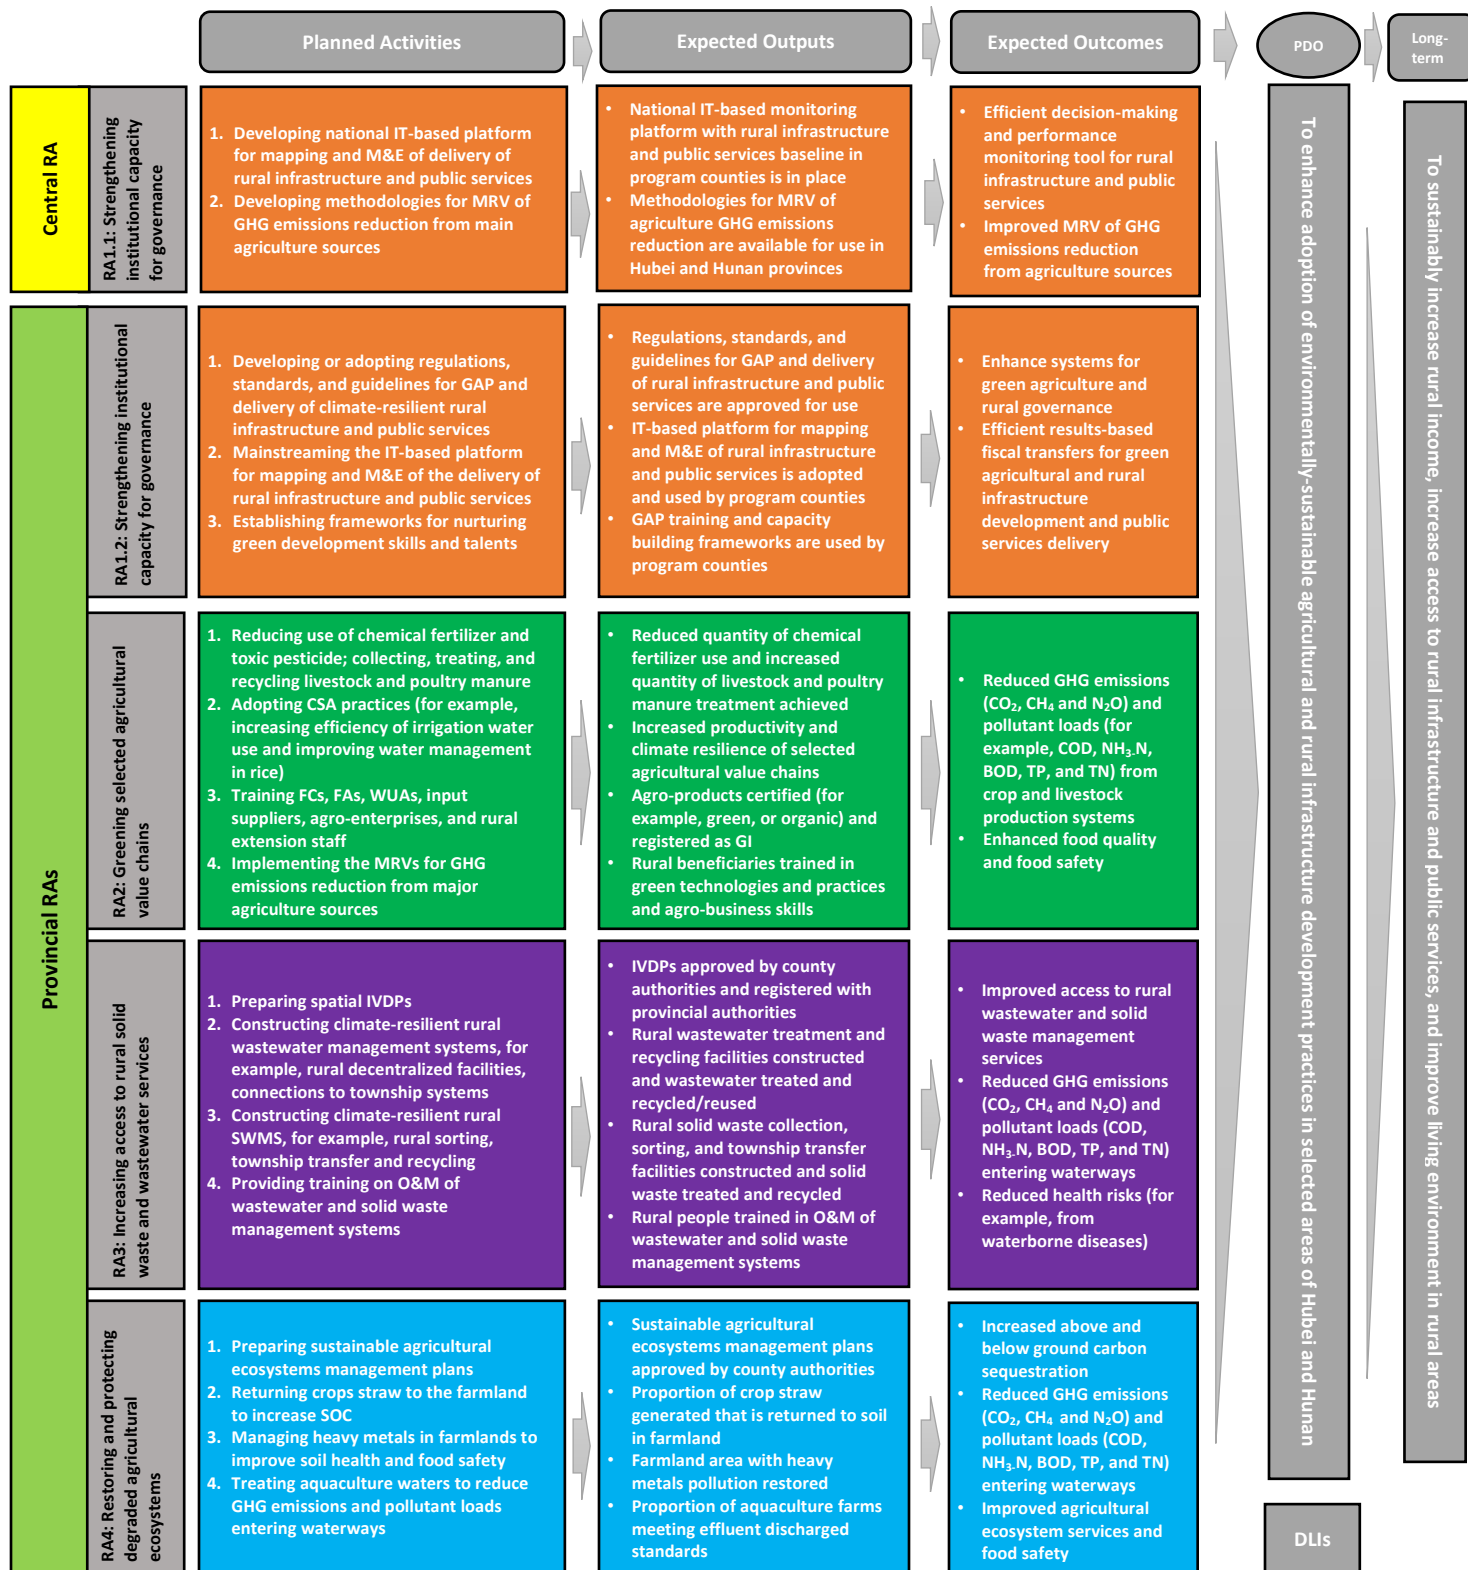 Planned Activities
Expected Outputs
Expected Outcomes
PDO
Long-
term
Central RA
RA1.1: Strengthening
institutional capacity
for governance
1. Developing national IT-based platform
for mapping and M&E of delivery of
rural infrastructure and public services
2. Developing methodologies for MRV of
GHG emissions reduction from main
agriculture sources
• National IT-based monitoring
platform with rural infrastructure
and public services baseline in
program counties is in place
• Methodologies for MRV of
agriculture GHG emissions
reduction are available for use in
Hubei and Hunan provinces
• Efficient decision-making
and performance
monitoring tool for rural
infrastructure and public
services
• Improved MRV of GHG
emissions reduction
from agriculture sources
Provincial RAs
RA1.2: Strengthening institutional
capacity for governance
1. Developing or adopting regulations,
standards, and guidelines for GAP and
delivery of climate-resilient rural
infrastructure and public services
2. Mainstreaming the IT-based platform
for mapping and M&E of the delivery of
rural infrastructure and public services
3. Establishing frameworks for nurturing
green development skills and talents
• Regulations, standards, and
guidelines for GAP and delivery
of rural infrastructure and public
services are approved for use
• IT-based platform for mapping
and M&E of rural infrastructure
and public services is adopted
and used by program counties
• GAP training and capacity
building frameworks are used by
program counties
• Enhance systems for
green agriculture and
rural governance
• Efficient results-based
fiscal transfers for green
agricultural and rural
infrastructure
development and public
services delivery
RA2: Greening selected agricultural
value chains
1. Reducing use of chemical fertilizer and
toxic pesticide; collecting, treating, and
recycling livestock and poultry manure
2. Adopting CSA practices (for example,
increasing efficiency of irrigation water
use and improving water management
in rice)
3. Training FCs, FAs, WUAs, input
suppliers, agro-enterprises, and rural
extension staff
4. Implementing the MRVs for GHG
emissions reduction from major
agriculture sources
• Reduced quantity of chemical
fertilizer use and increased
quantity of livestock and poultry
manure treatment achieved
• Increased productivity and
climate resilience of selected
agricultural value chains
• Agro-products certified (for
example, green, or organic) and
registered as GI
• Rural beneficiaries trained in
green technologies and practices
and agro-business skills
• Reduced GHG emissions
(CO₂, CH₄ and N₂O) and
pollutant loads (for
example, COD, NH₃-N,
BOD, TP, and TN) from
crop and livestock
production systems
• Enhanced food quality
and food safety
RA3: Increasing access to rural solid
waste and wastewater services
1. Preparing spatial IVDPs
2. Constructing climate-resilient rural
wastewater management systems, for
example, rural decentralized facilities,
connections to township systems
3. Constructing climate-resilient rural
SWMS, for example, rural sorting,
township transfer and recycling
4. Providing training on O&M of
wastewater and solid waste
management systems
• IVDPs approved by county
authorities and registered with
provincial authorities
• Rural wastewater treatment and
recycling facilities constructed
and wastewater treated and
recycled/reused
• Rural solid waste collection,
sorting, and township transfer
facilities constructed and solid
waste treated and recycled
• Rural people trained in O&M of
wastewater and solid waste
management systems
• Improved access to rural
wastewater and solid
waste management
services
• Reduced GHG emissions
(CO₂, CH₄ and N₂O) and
pollutant loads (COD,
NH₃-N, BOD, TP, and TN)
entering waterways
• Reduced health risks (for
example, from
waterborne diseases)
RA4: Restoring and protecting
degraded agricultural
ecosystems
1. Preparing sustainable agricultural
ecosystems management plans
2. Returning crops straw to the farmland
to increase SOC
3. Managing heavy metals in farmlands to
improve soil health and food safety
4. Treating aquaculture waters to reduce
GHG emissions and pollutant loads
entering waterways
• Sustainable agricultural
ecosystems management plans
approved by county authorities
• Proportion of crop straw
generated that is returned to soil
in farmland
• Farmland area with heavy
metals pollution restored
• Proportion of aquaculture farms
meeting effluent discharged
standards
• Increased above and
below ground carbon
sequestration
• Reduced GHG emissions
(CO₂, CH₄ and N₂O) and
pollutant loads (COD,
NH₃-N, BOD, TP, and TN)
entering waterways
• Improved agricultural
ecosystem services and
food safety
To enhance adoption of environmentally-sustainable agricultural and rural infrastructure development practices in selected areas of Hubei and Hunan
DLIs
To sustainably increase rural income, increase access to rural infrastructure and public services, and improve living environment in rural areas